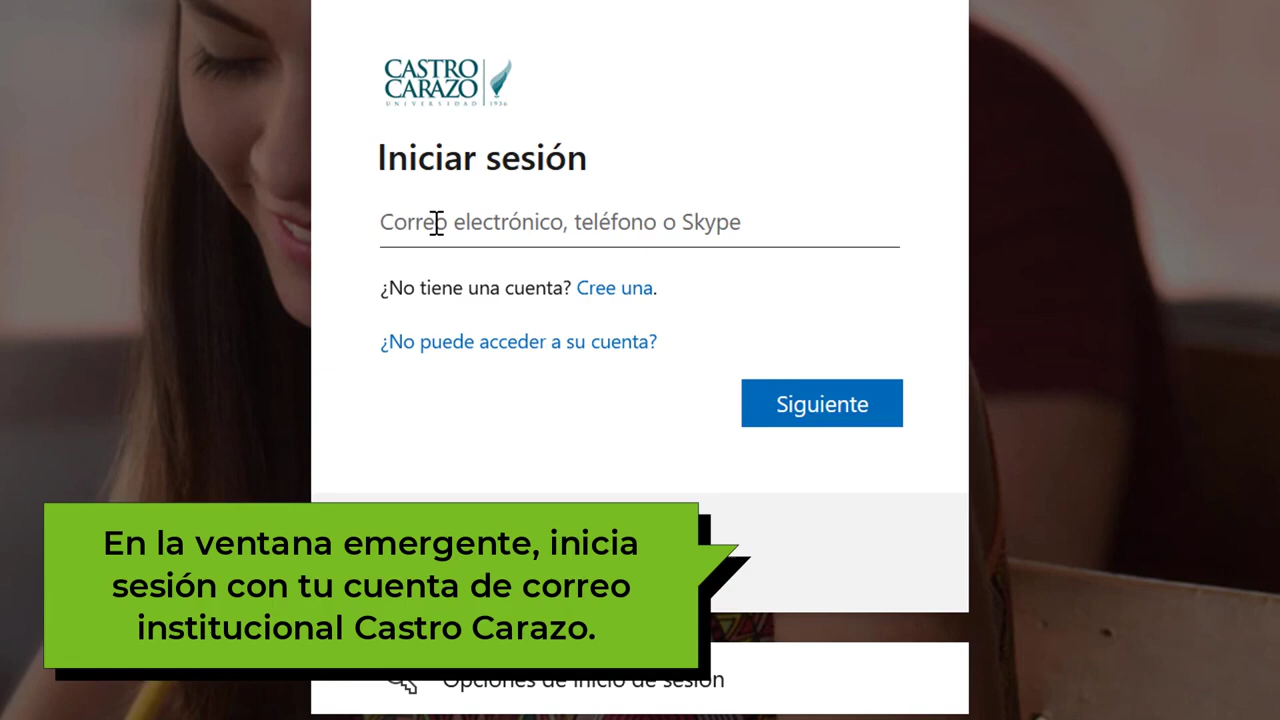 CASTRO
CARAZO
UNIVERSIDAD 1936
Iniciar sesión
Correo electrónico, teléfono o Skype
¿No tiene una cuenta? Cree una.
¿No puede acceder a su cuenta?
Siguiente
En la ventana emergente, inicia
sesión con tu cuenta de correo
institucional Castro Carazo.
Opciones de inicio de sesión